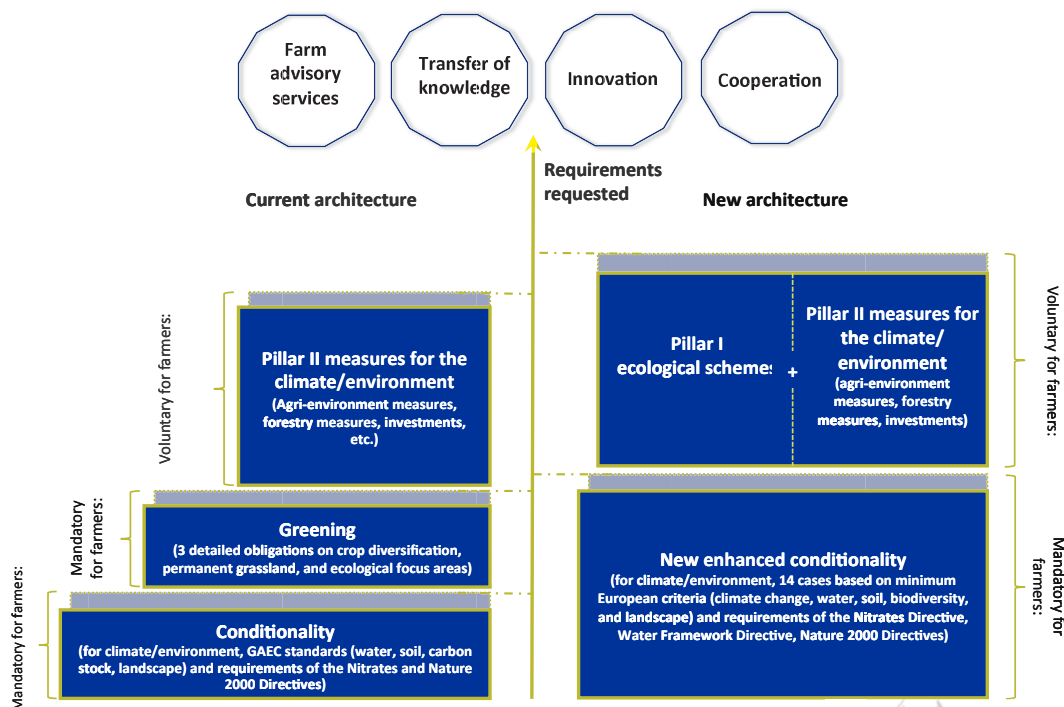 Farm
advisory
services
Transfer of
knowledge
Innovation
Cooperation
Requirements
requested
Current architecture
New architecture
Voluntary for farmers:
Pillar II measures for the
climate/environment
(Agri-environment measures,
forestry measures, investments,
etc.)
Mandatory
for farmers:
Greening
(3 detailed obligations on crop diversification,
permanent grassland, and ecological focus areas)
Mandatory for farmers:
Conditionality
(for climate/environment, GAEC standards (water, soil, carbon
stock, landscape) and requirements of the Nitrates and Nature
2000 Directives)
Pillar I
ecological schemes
+
Pillar II measures for
the climate/
environment
(agri-environment
measures, forestry
measures, investments)
Voluntary for farmers:
New enhanced conditionality
(for climate/environment, 14 cases based on minimum
European criteria (climate change, water, soil, biodiversity,
and landscape) and requirements of the Nitrates Directive,
Water Framework Directive, Nature 2000 Directives)
Mandatory for
farmers: